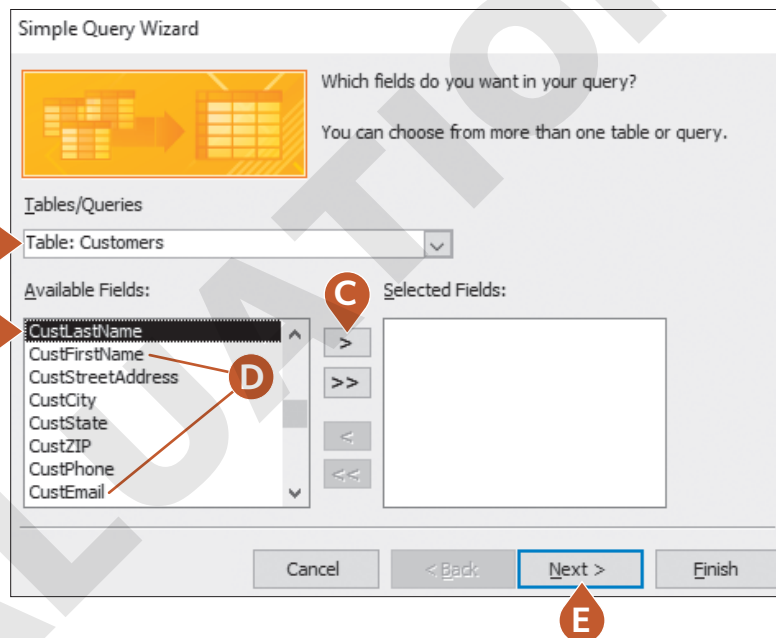 Simple Query Wizard
Which fields do you want in your query?
You can choose from more than one table or query.
Tables/Queries
Table: Customers
Available Fields:
C
Selected Fields:
CustLastName
>
CustFirstName
D
CustStreetAddress
>>
CustCity
CustState
<
CustZIP
CustPhone
<<
CustEmail
Cancel
< Back
Next >
Finish
E